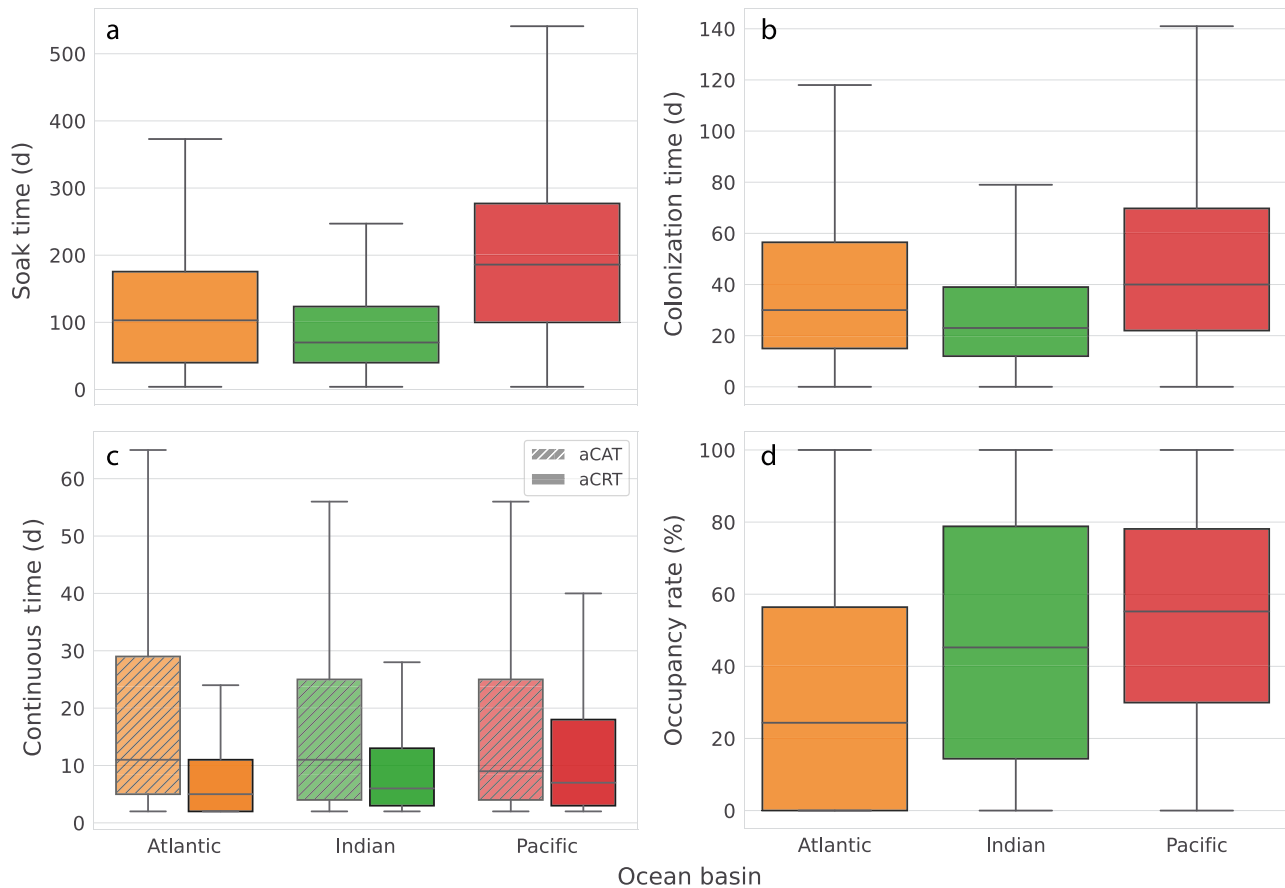 a
Soak time (d)
500
400
300
200
100
0
b
Colonization time (d)
140
120
100
80
60
40
20
0
c
Continuous time (d)
60
50
40
30
20
10
0
aCAT
aCRT
Atlantic
Indian
Pacific
d
Occupancy rate (%)
100
80
60
40
20
0
Atlantic
Indian
Pacific
Ocean basin